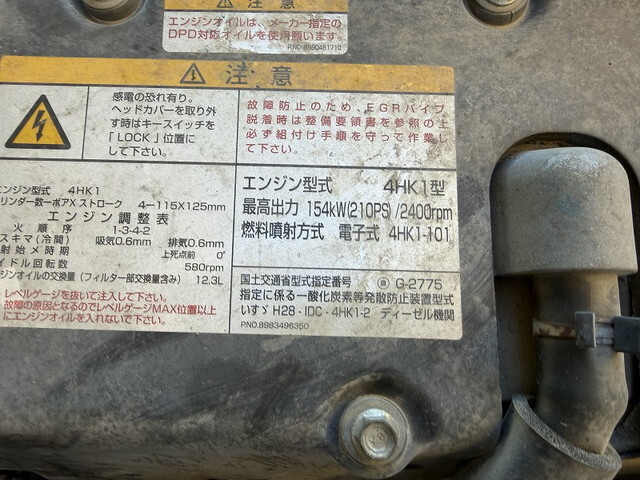 注意
エンジンオイルは、メーカー指定の
DPD対応オイルを使用願います。
P.NO.8980481710
注意
感電の恐れ有り。
ヘッドカバーを取り外
す時はキースイッチを
「LOCK」位置に
して下さい。
故障防止のため、EGRパイプ
脱着時は整備要領書を参照の上
必ず組付け手順を守って作業し
て下さい。
ンジン型式 4HK1
リンダー数ーボアXストローク 4ー115X125mm
エンジン調整表
火順序 1-3-4-2
スキマ(冷間) 吸気0.6mm 排気0.6mm
射始メ時期 上死点前 0°
イドル回転数 580rpm
ジンオイルの交換量(フィルター部交換量含み) 12.3L
レベルゲージを抜いて注入して下さい。
故障の原因となるのでレベルゲージMAX位置以上
にエンジンオイルを入れないで下さい。
エンジン型式 4HK1型
最高出力 154kW(210PS)/2400rpm
燃料噴射方式 電子式 4HK1-101
国土交通省型式指定番号 G-2775
指定に係る一酸化炭素等発散防止装置型式
いすゞ H28-IDC-4HK1-2 ディーゼル機関
P.NO.8983496350